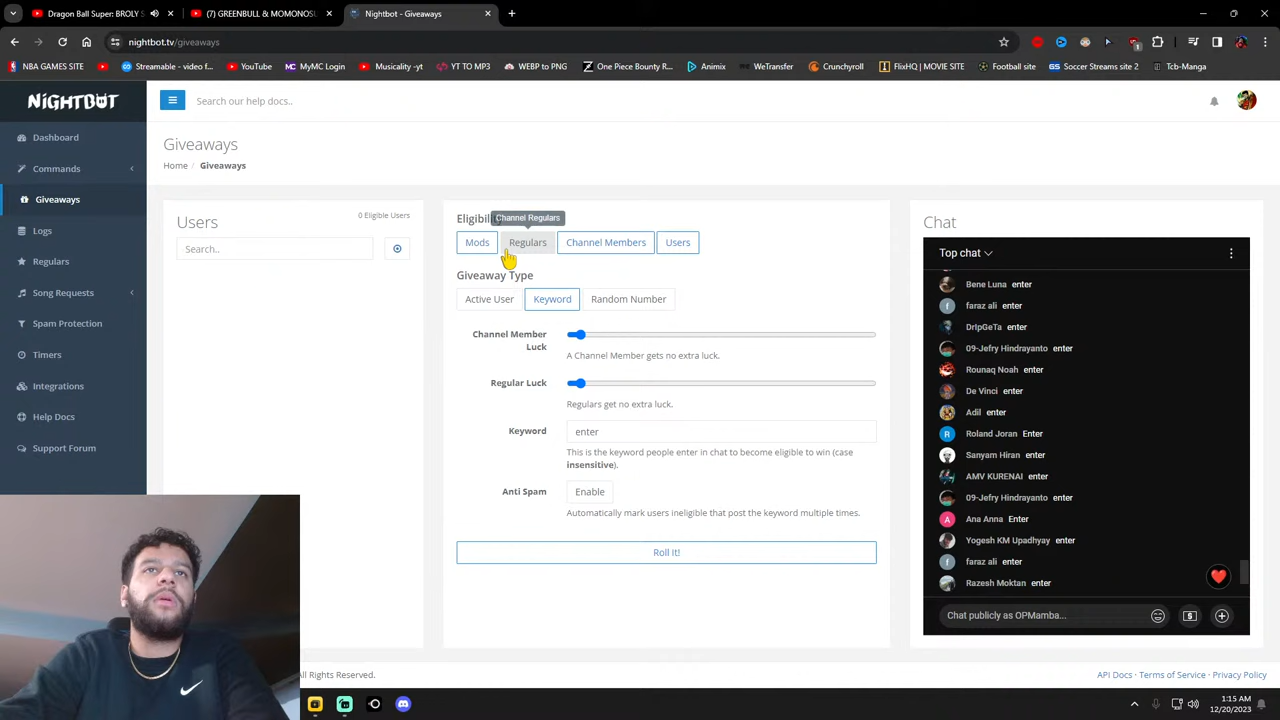 Dragon Ball Super: BROLY S
(7) GREENBULL & MOMONOSU
Nightbot - Giveaways
nightbot.tv/giveaways
NBA GAMES SITE
Streamable - video f...
YouTube
MyMC Login
Musicality -yt
YT TO MP3
WEBP to PNG
Z One Piece Bounty R...
Animix
WeTransfer
Crunchyroll
FlixHQ |MOVIE SITE
Soccer Streams Site 2
Tcb-Manga
NIGHTBOT
Search our help docs..
Dashboard
Commands
Giveaways
Logs
Regulars
Song Requests
Spam Protection
Timers
Integrations
Help Docs
Support Forum
Giveaways
Home / Giveaways
Users
0 Eligible Users
Search..
Eligibility
Channel Regulars
Mods
Regulars
Channel Members
Users
Giveaway Type
Active User
Keyword
Random Number
Channel Member Luck
A Channel Member gets no extra luck.
Regular Luck
Regulars get no extra luck.
Keyword
enter
This is the keyword people enter in chat to become eligible to win (case
insensitive).
Anti Spam
Enable
Automatically mark users ineligible that post the keyword multiple times.
Roll It!
Chat
Top chat
Bene Luna enter
faraz ali enter
DrIpGeTa enter
09-Jefry Hindrayanto enter
Rounaq Noah enter
De Vinci enter
Adil enter
R Roland Joran Enter
Sanyam Hiran enter
AMV KURENAI enter
09-Jefry Hindrayanto enter
A Ana Anna Enter
Yogesh KM Upadhyay enter
faraz ali enter
Razesh Moktan enter
Chat publicly as OPMamba...
All Rights Reserved.
API Docs - Terms of Service - Privacy Policy
1:15 AM
12/20/2023